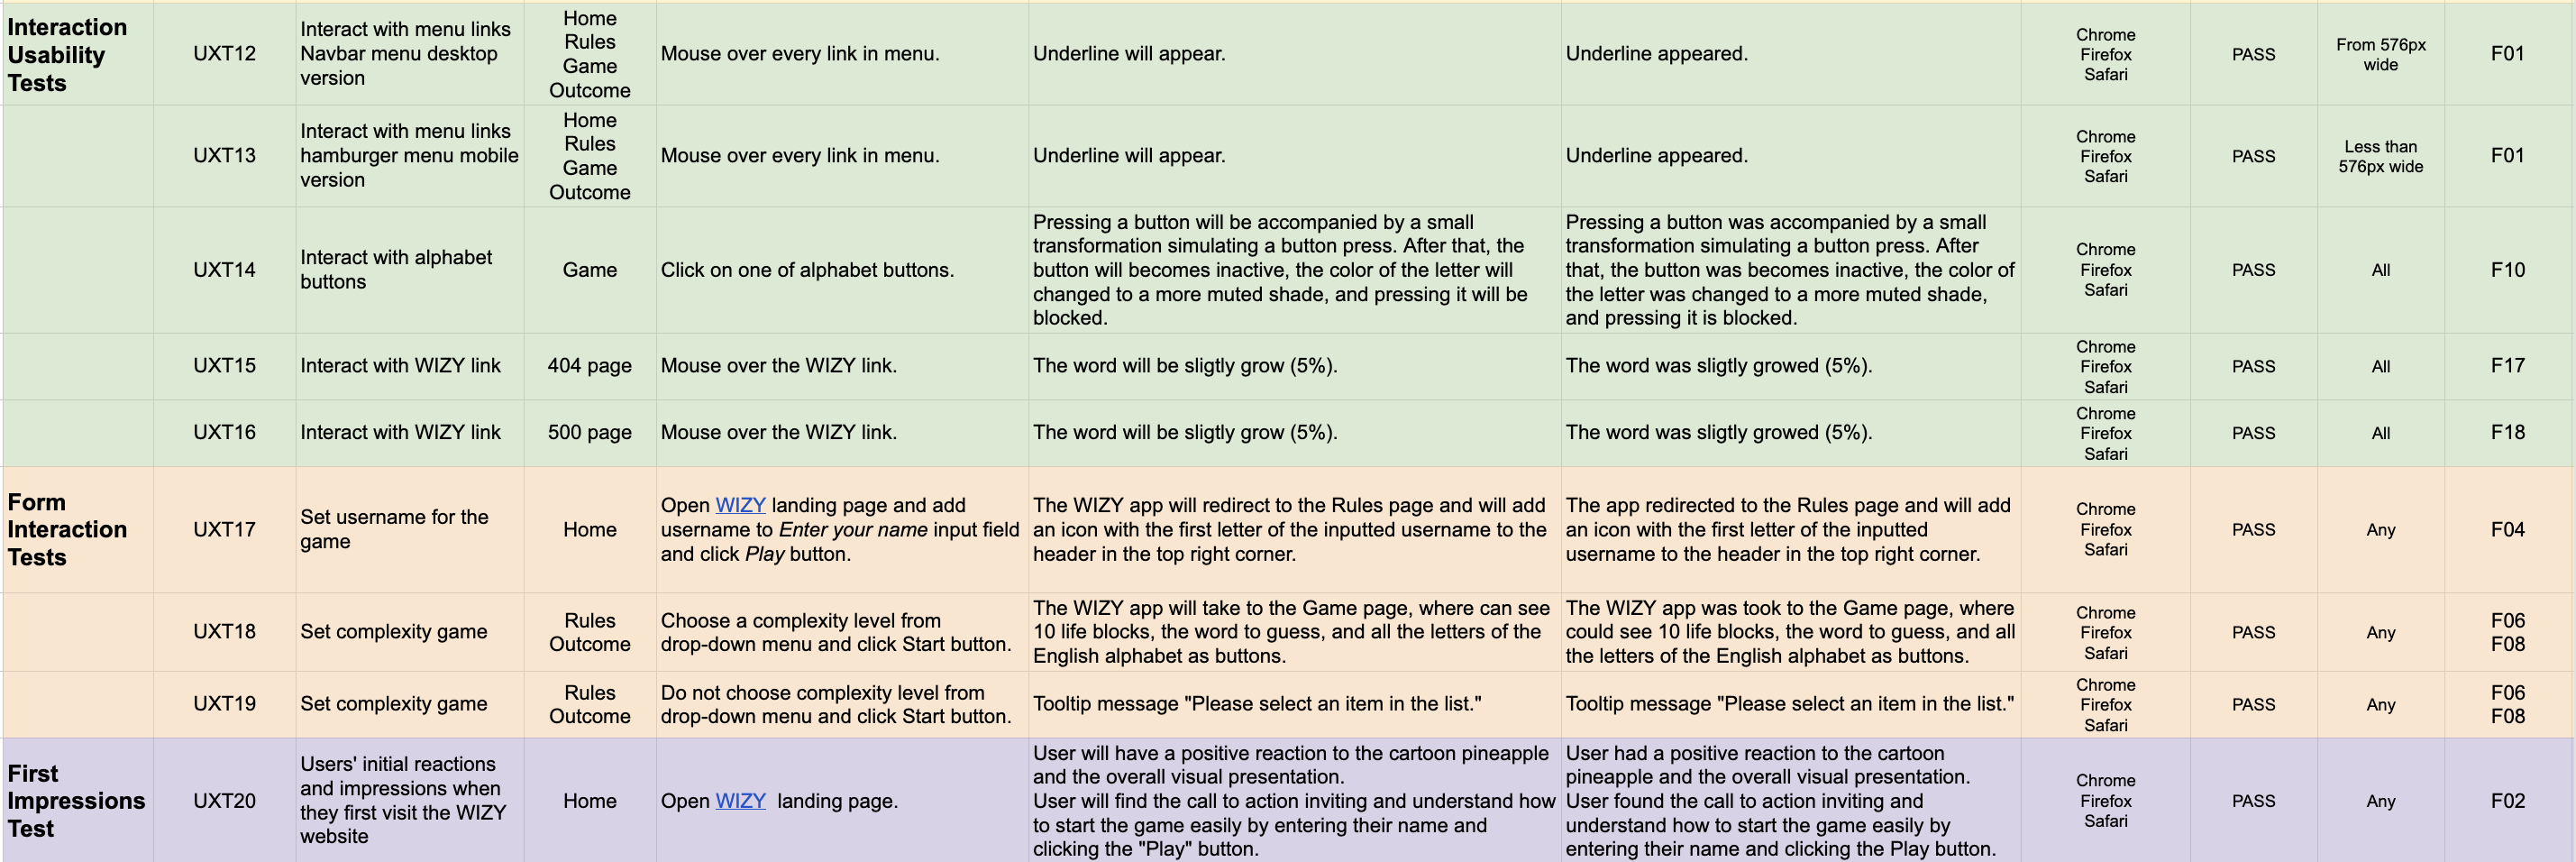 Interaction
Usability
Tests
UXT12
Interact with menu links
Navbar menu desktop
version
Home
Rules
Game
Outcome
Mouse over every link in menu.
Underline will appear.
Underline appeared.
Chrome
Firefox
Safari
PASS
From 576px
wide
F01
UXT13
Interact with menu links
hamburger menu mobile
version
Home
Rules
Game
Outcome
Mouse over every link in menu.
Underline will appear.
Underline appeared.
Chrome
Firefox
Safari
PASS
Less than
576px wide
F01
UXT14
Interact with alphabet
buttons
Game
Click on one of alphabet buttons.
Pressing a button will be accompanied by a small
transformation simulating a button press. After that, the
button will becomes inactive, the color of the letter will
changed to a more muted shade, and pressing it will be
blocked.
Pressing a button was accompanied by a small
transformation simulating a button press. After
that, the button was becomes inactive, the color of
the letter was changed to a more muted shade,
and pressing it is blocked.
Chrome
Firefox
Safari
PASS
All
F10
UXT15
Interact with WIZY link
404 page
Mouse over the WIZY link.
The word will be sligtly grow (5%).
The word was sligtly growed (5%).
Chrome
Firefox
Safari
PASS
All
F17
UXT16
Interact with WIZY link
500 page
Mouse over the WIZY link.
The word will be sligtly grow (5%).
The word was sligtly growed (5%).
Chrome
Firefox
Safari
PASS
All
F18
Form
Interaction
Tests
UXT17
Set username for the
game
Home
Open WIZY landing page and add
username to Enter your name input field
and click Play button.
The WIZY app will redirect to the Rules page and will add
an icon with the first letter of the inputted username to the
header in the top right corner.
The app redirected to the Rules page and will add
an icon with the first letter of the inputted
username to the header in the top right corner.
Chrome
Firefox
Safari
PASS
Any
F04
UXT18
Set complexity game
Rules
Outcome
Choose a complexity level from
drop-down menu and click Start button.
The WIZY app will take to the Game page, where can see
10 life blocks, the word to guess, and all the letters of the
English alphabet as buttons.
The WIZY app was took to the Game page, where
could see 10 life blocks, the word to guess, and all
the letters of the English alphabet as buttons.
Chrome
Firefox
Safari
PASS
Any
F06
F08
UXT19
Set complexity game
Rules
Outcome
Do not choose complexity level from
drop-down menu and click Start button.
Tooltip message "Please select an item in the list."
Tooltip message "Please select an item in the list."
Chrome
Firefox
Safari
PASS
Any
F06
F08
First
Impressions
Test
UXT20
Users' initial reactions
and impressions when
they first visit the WIZY
website
Home
Open WIZY landing page.
User will have a positive reaction to the cartoon pineapple
and the overall visual presentation.
User will find the call to action inviting and understand how
to start the game easily by entering their name and
clicking the "Play" button.
User had a positive reaction to the cartoon
pineapple and the overall visual presentation.
User found the call to action inviting and
understand how to start the game easily by
entering their name and clicking the Play button.
Chrome
Firefox
Safari
PASS
Any
F02